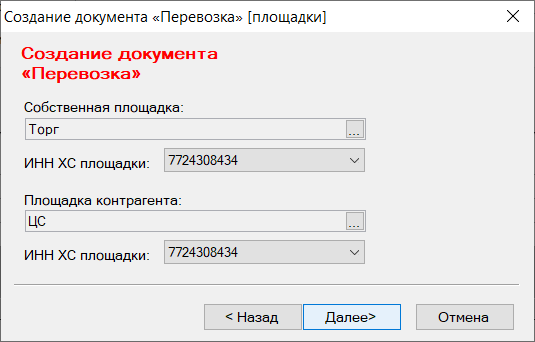 Создание документа «Перевозка» [площадки]
Создание документа
«Перевозка»
Собственная площадка:
Торг
...
ИНН ХС площадки:
7724308434
Площадка контрагента:
ЦС
...
ИНН ХС площадки:
7724308434
< Назад
Далее>
Отмена